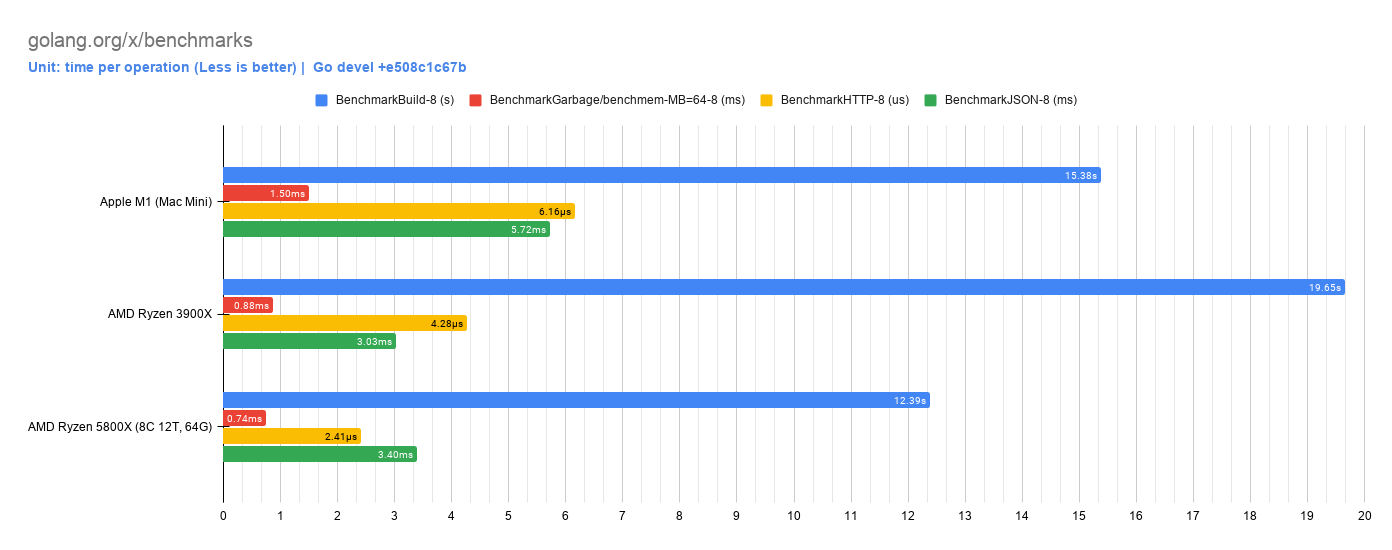 golang.org/x/benchmarks
Unit: time per operation (Less is better) | Go devel +e508c1c67b
BenchmarkBuild-8 (s) BenchmarkGarbage/benchmem-MB=64-8 (ms) BenchmarkHTTP-8 (us) BenchmarkJSON-8 (ms)
15.38s
1.50ms
Apple M1 (Mac Mini)
6.16µs
5.72ms
19.65s
0.88ms
AMD Ryzen 3900X
4.28µs
3.03ms
12.39s
0.74ms
AMD Ryzen 5800X (8C 12T, 64G)
2.41µs
3.40ms
0 1 2 3 4 5 6 7 8 9 10 11 12 13 14 15 16 17 18 19 20